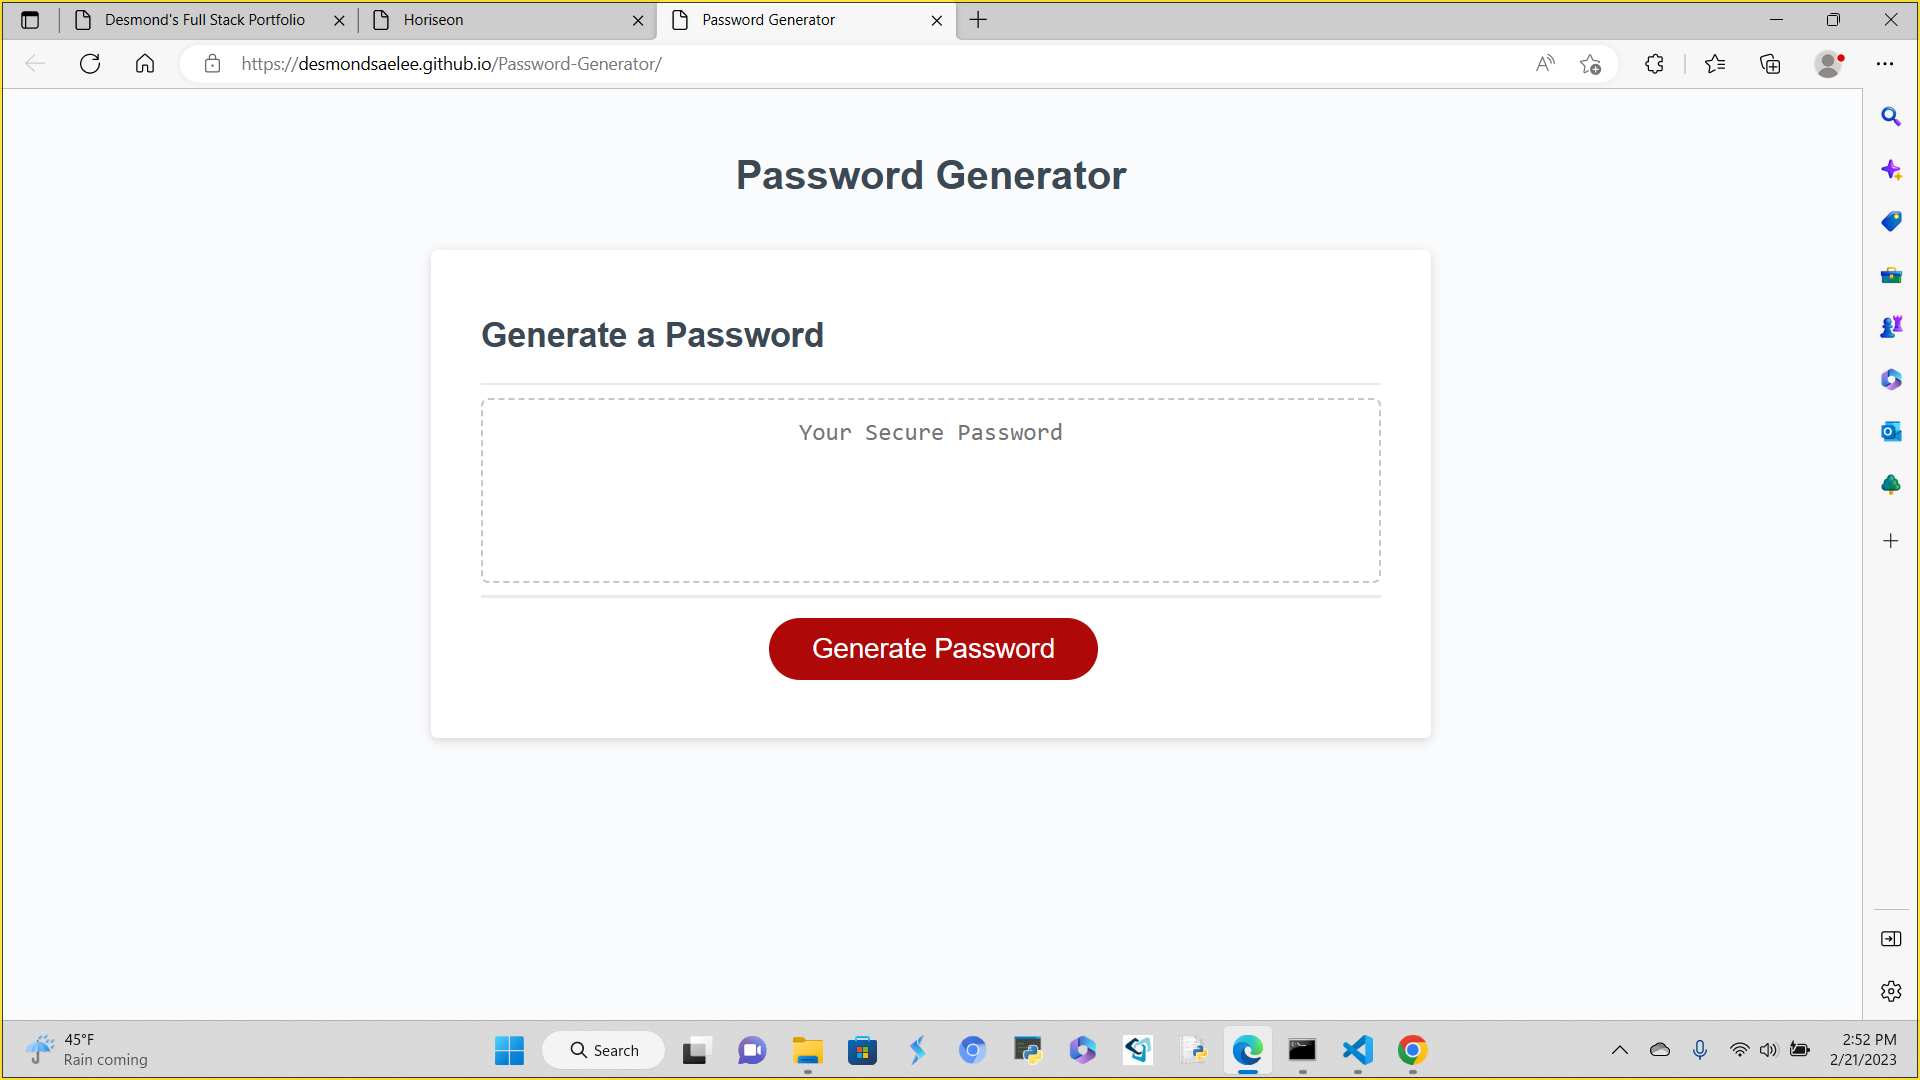 Desmond's Full Stack Portfolio
Horiseon
Password Generator
https://desmondsaelee.github.io/Password-Generator/
Password Generator
Generate a Password
Your Secure Password
Generate Password
45°F
Rain coming
Search
2:52 PM
2/21/2023